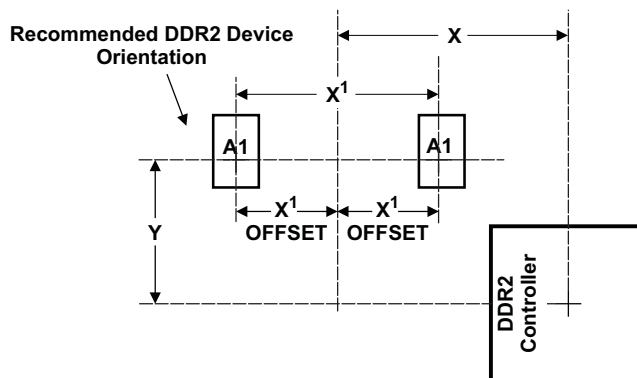 Recommended DDR2 Device
Orientation
X
X¹
A1
A1
X¹
OFFSET
X¹
OFFSET
Y
DDR2
Controller